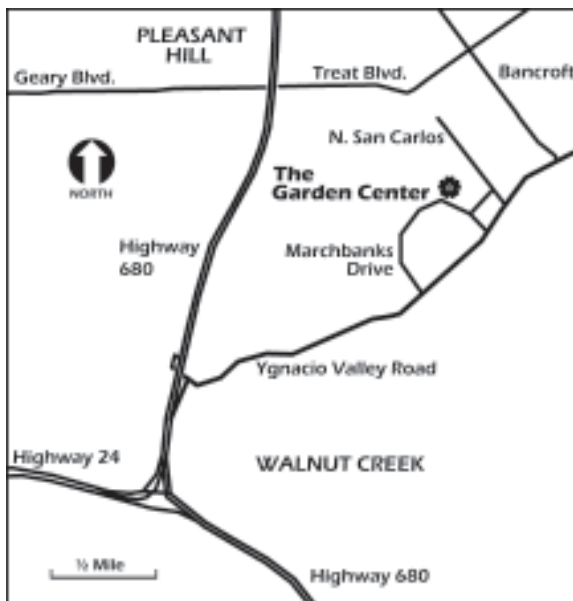 PLEASANT
HILL
Geary Blvd.
Treat Blvd.
Bancroft
N. San Carlos
NORTH
The
Garden Center
Highway
680
Marchbanks
Drive
Ygnacio Valley Road
Highway 24
WALNUT CREEK
½ Mile
Highway 680